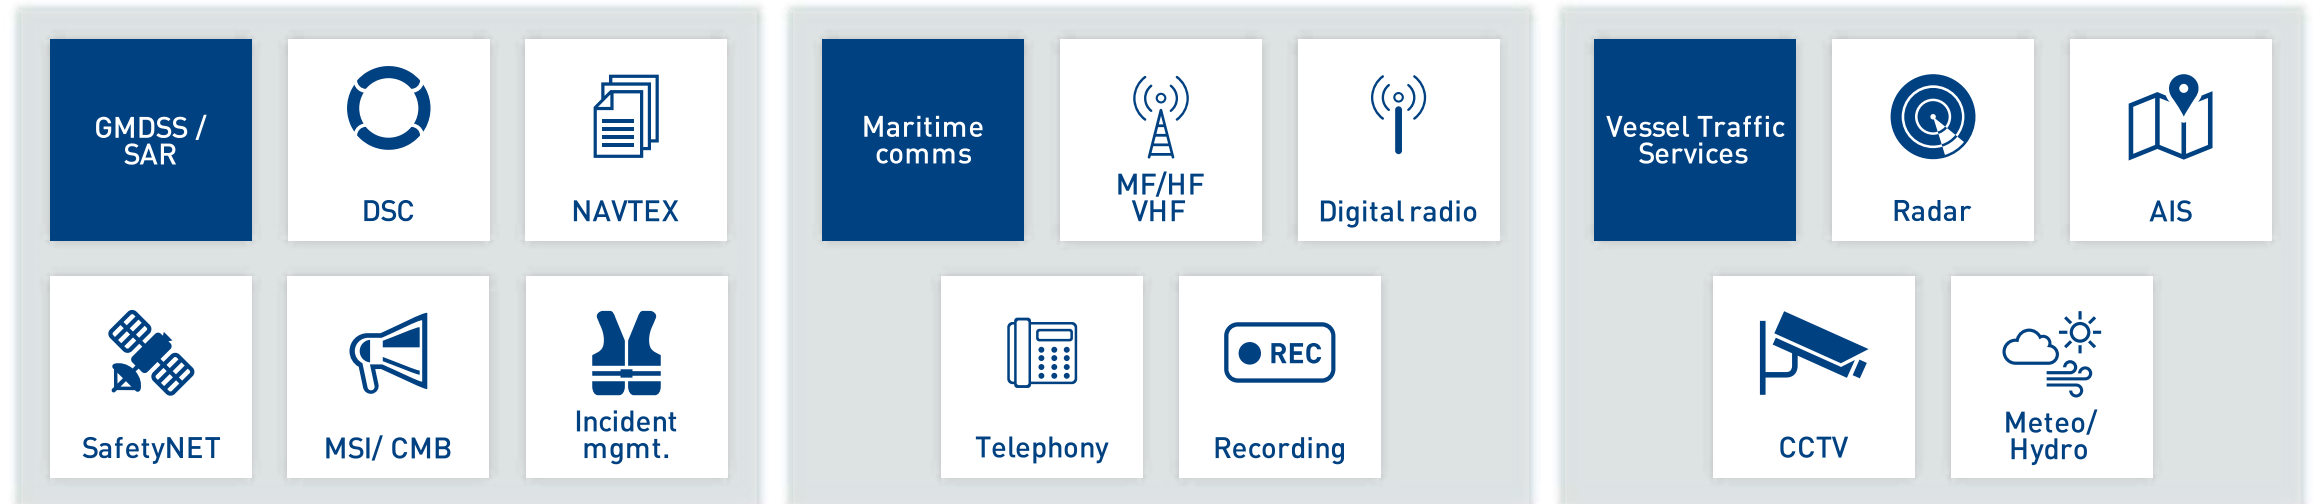 GMDSS /
SAR
DSC
NAVTEX
SafetyNET
MSI/ CMB
Incident
mgmt.
Maritime
comms
MF/HF
VHF
Digital radio
Telephony
REC
Recording
Vessel Traffic
Services
Radar
AIS
CCTV
Meteo/
Hydro